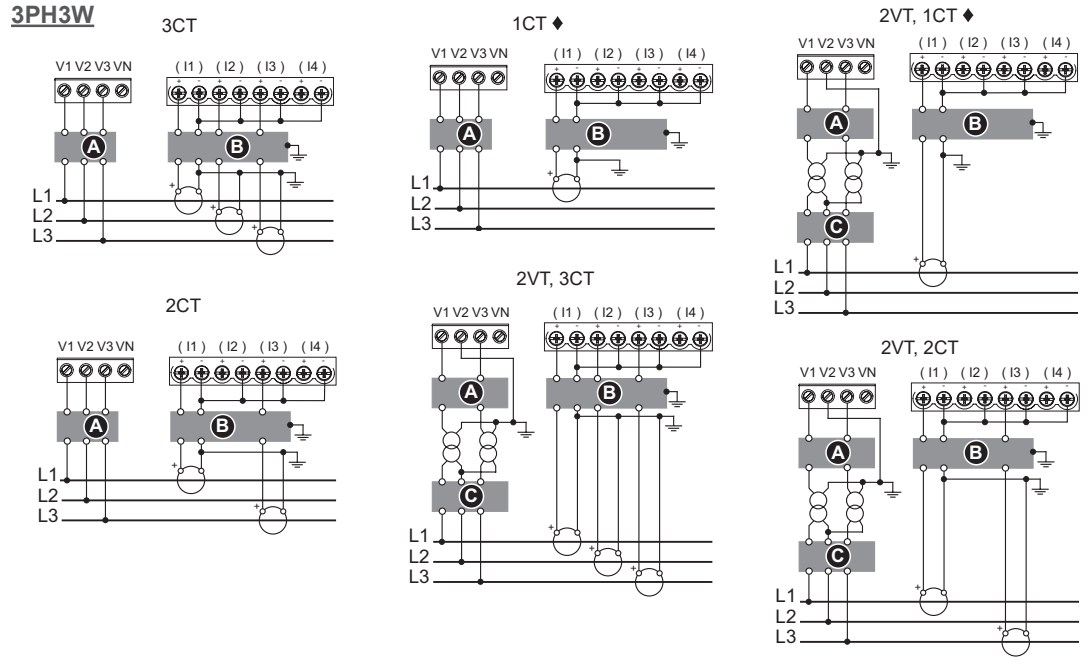 3PH3W
3CT
V1 V2 V3 VN
( I1 ) ( I2 ) ( I3 ) ( I4 )
+ - + - + - + -
A
B
+
+
+
L1
L2
L3
1CT ♦
V1 V2 V3 VN
( I1 ) ( I2 ) ( I3 ) ( I4 )
+ - + - + - + -
A
B
+
L1
L2
L3
2VT, 1CT ♦
V1 V2 V3 VN
( I1 ) ( I2 ) ( I3 ) ( I4 )
+ - + - + - + -
A
B
C
+
L1
L2
L3
2CT
V1 V2 V3 VN
( I1 ) ( I2 ) ( I3 ) ( I4 )
+ - + - + - + -
A
B
+
+
L1
L2
L3
2VT, 3CT
V1 V2 V3 VN
( I1 ) ( I2 ) ( I3 ) ( I4 )
+ - + - + - + -
A
B
C
+
+
+
L1
L2
L3
2VT, 2CT
V1 V2 V3 VN
( I1 ) ( I2 ) ( I3 ) ( I4 )
+ - + - + - + -
A
B
C
+
+
L1
L2
L3